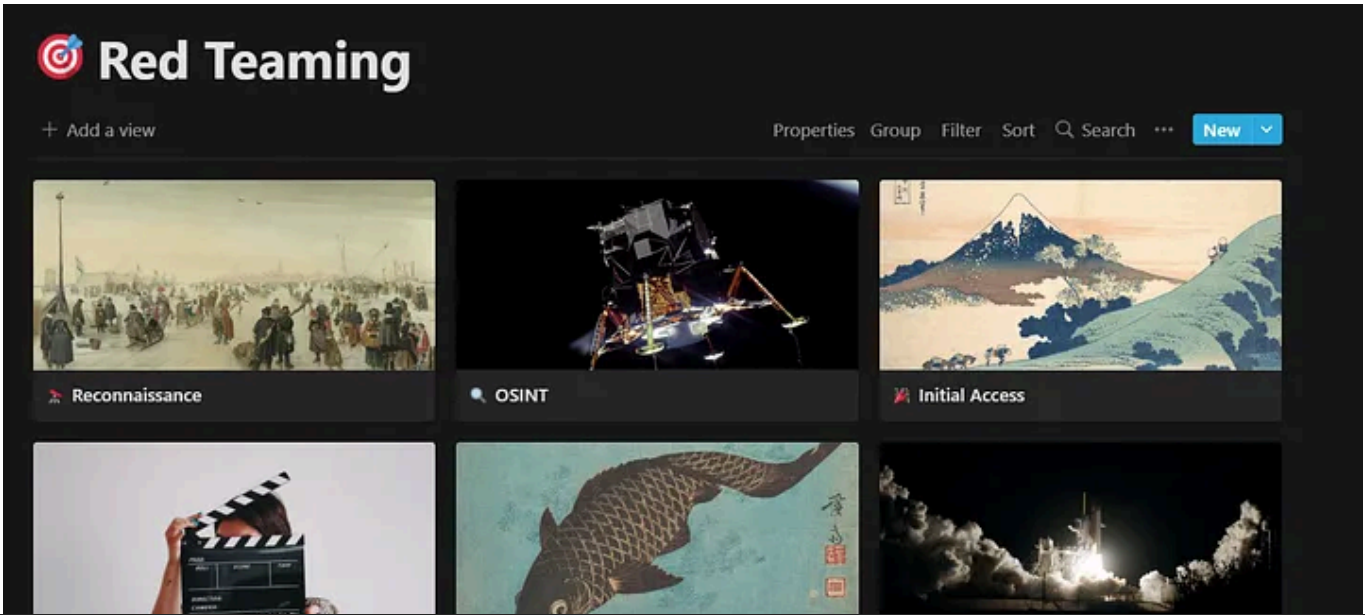 Red Teaming
+ Add a view
Properties Group Filter Sort Search ... New
Reconnaissance OSINT Initial Access